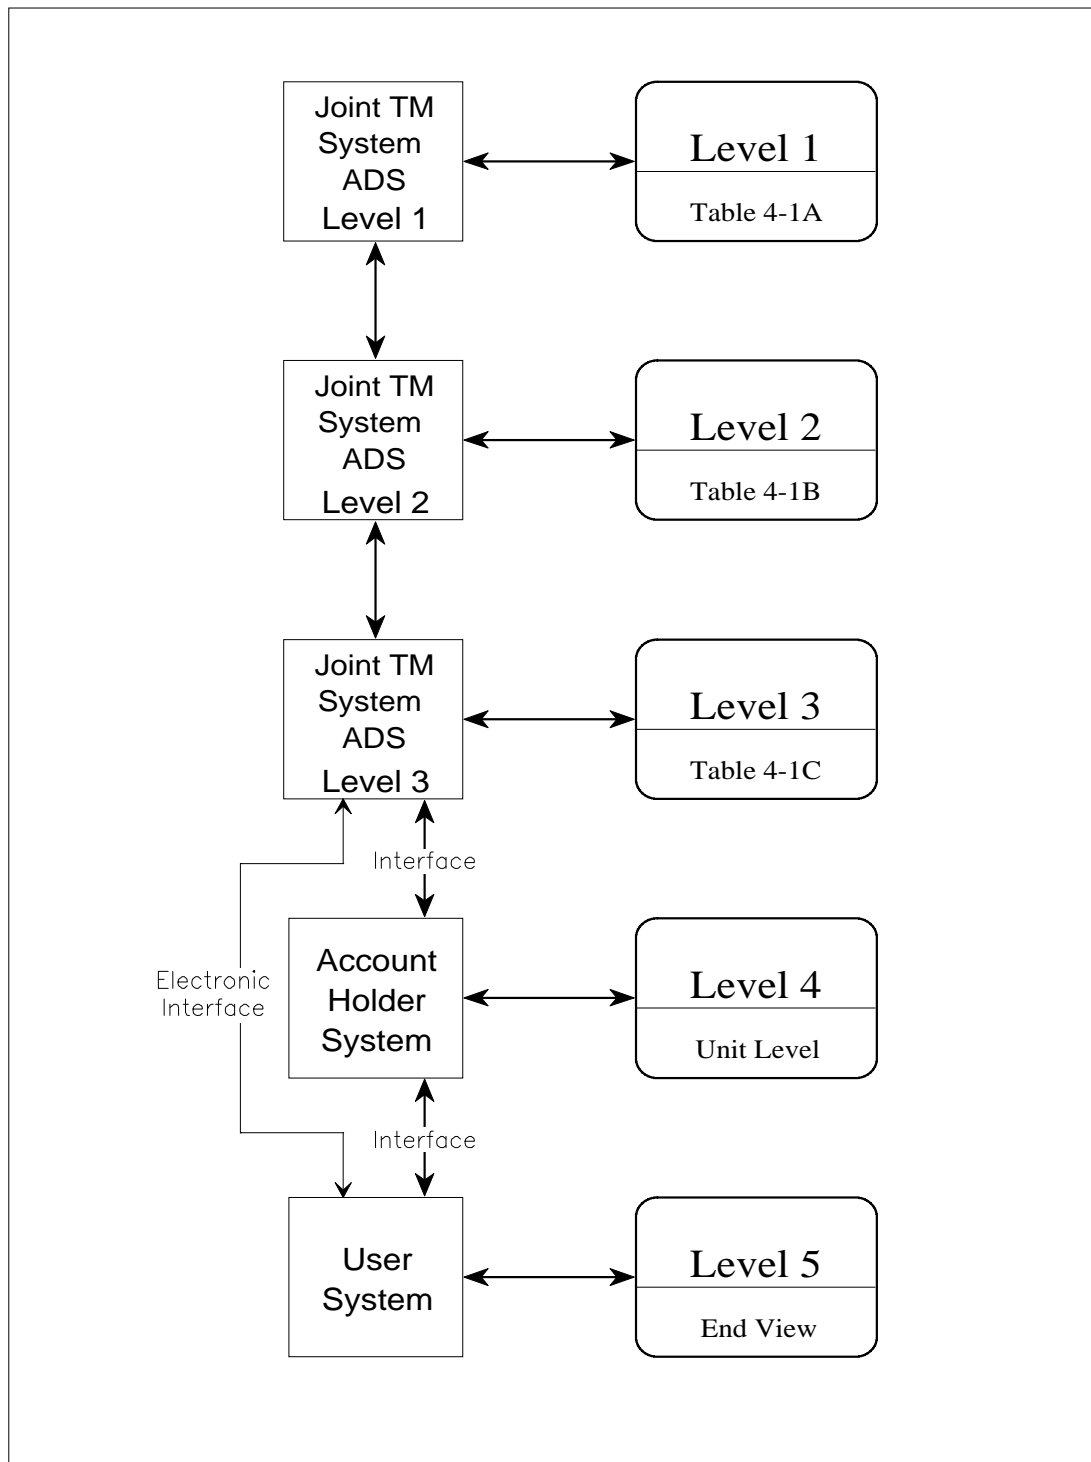 Joint TM
System
ADS
Level 1
Level 1
Table 4-1A
Joint TM
System
ADS
Level 2
Level 2
Table 4-1B
Joint TM
System
ADS
Level 3
Level 3
Table 4-1C
Interface
Electronic
Interface
Account
Holder
System
Level 4
Unit Level
Interface
User
System
Level 5
End View